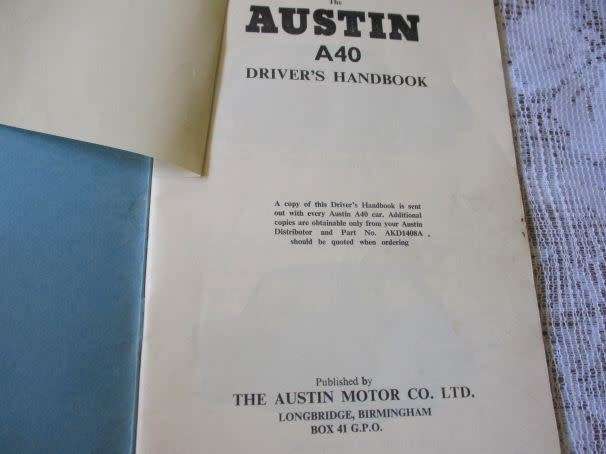 The
AUSTIN
A40
DRIVER'S HANDBOOK
A copy of this Driver's Handbook is sent
out with every Austin A40 car. Additional
copies are obtainable only from your Austin
Distributor and Part No. AKD1408A
should be quoted when ordering
Published by
THE AUSTIN MOTOR CO. LTD.
LONGBRIDGE, BIRMINGHAM
BOX 41 G.P.O.